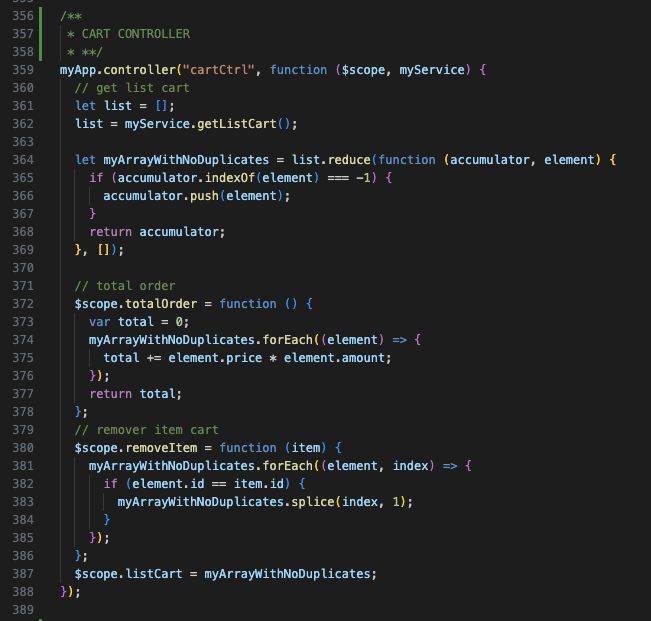 356 /**
357 * CART CONTROLLER
358 * **/
359 myApp.controller("cartCtrl", function ($scope, myService) {
360 // get list cart
361 let list = [];
362 list = myService.getListCart();
363
364 let myArrayWithNoDuplicates = list.reduce(function (accumulator, element) {
365 if (accumulator.indexOf(element) === -1) {
366 accumulator.push(element);
367 }
368 return accumulator;
369 }, []);
370
371 // total order
372 $scope.totalOrder = function () {
373 var total = 0;
374 myArrayWithNoDuplicates.forEach((element) => {
375 total += element.price * element.amount;
376 });
377 return total;
378 };
379 // remover item cart
380 $scope.removeItem = function (item) {
381 myArrayWithNoDuplicates.forEach((element, index) => {
382 if (element.id == item.id) {
383 myArrayWithNoDuplicates.splice(index, 1);
384 }
385 });
386 };
387 $scope.listCart = myArrayWithNoDuplicates;
388 });
389